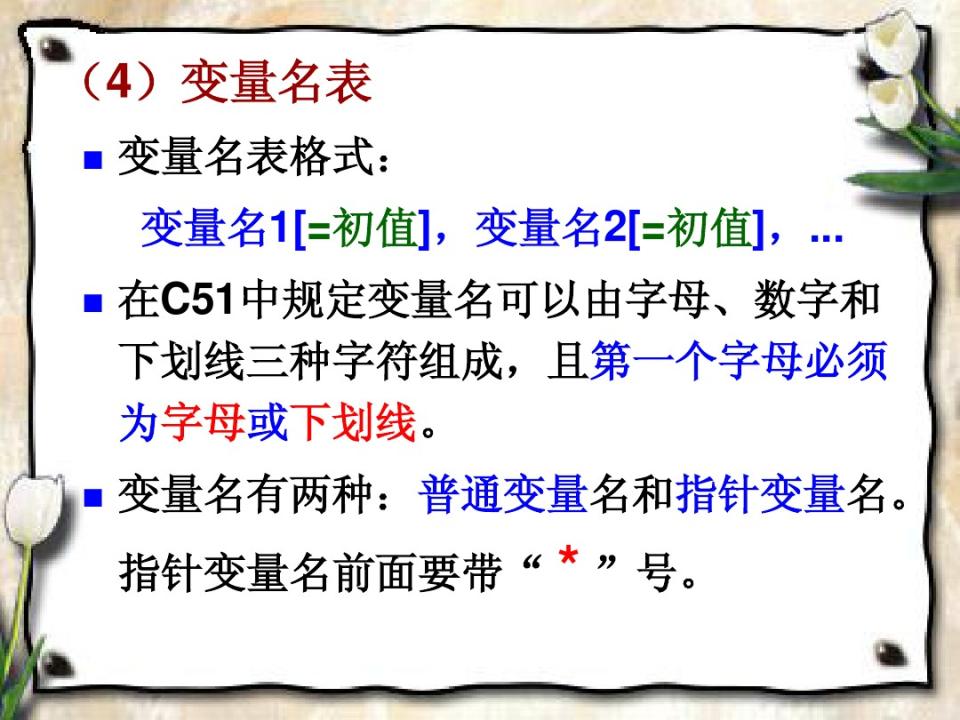 （4）变量名表
变量名表格式：
变量名1[=初值]，变量名2[=初值]，...
在C51中规定变量名可以由字母、数字和
下划线三种字符组成，且第一个字母必须
为字母或下划线。
变量名有两种：普通变量名和指针变量名。
指针变量名前面要带“ * ”号。